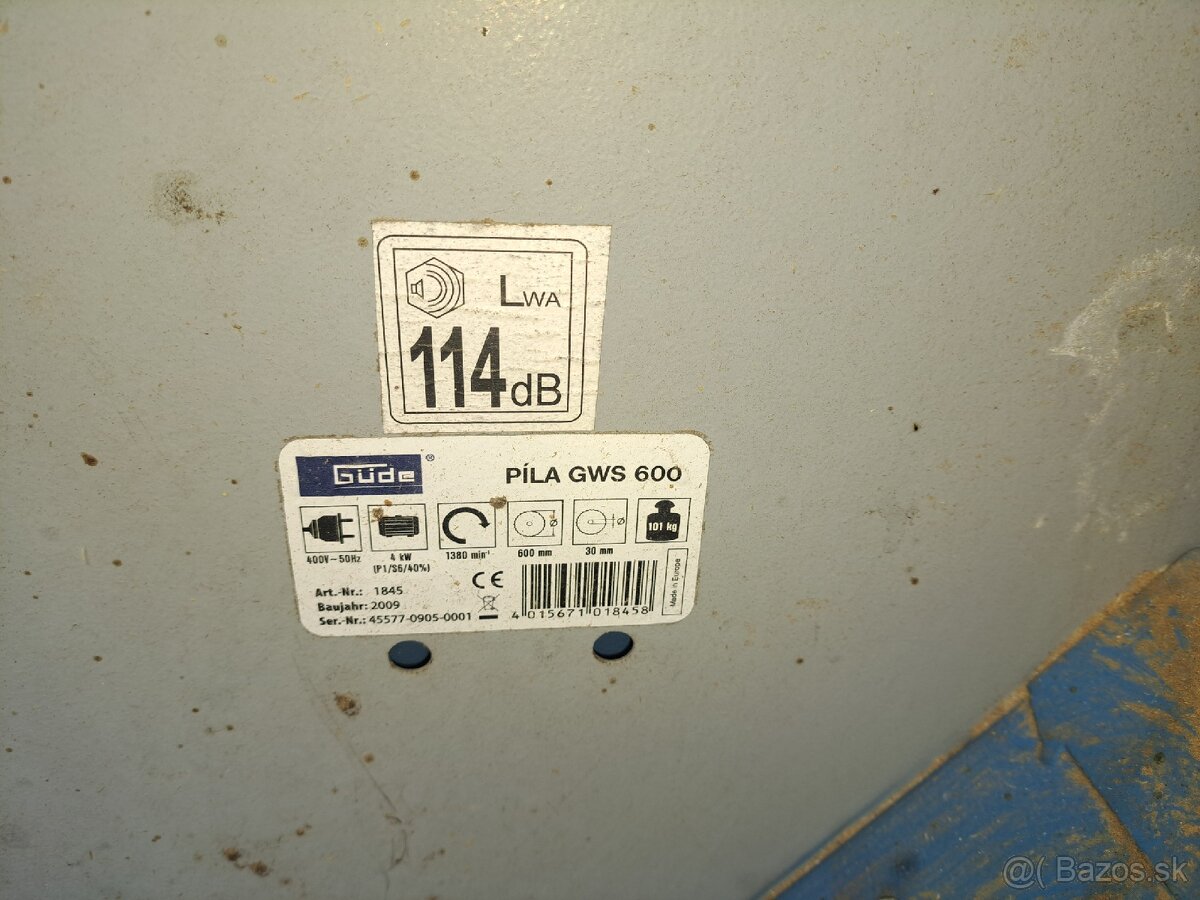 LWA
114dB
Güde®
PÍLA GWS 600
101 kg
400V~50Hz
4 kW
(P1/S6/40%)
1380 min⁻¹
600 mm
30 mm
Art.-Nr.: 1845
Baujahr: 2009
Ser.-Nr.: 45577-0905-0001
CE
4 015671 018458
Made in Europe
@( Bazos.sk